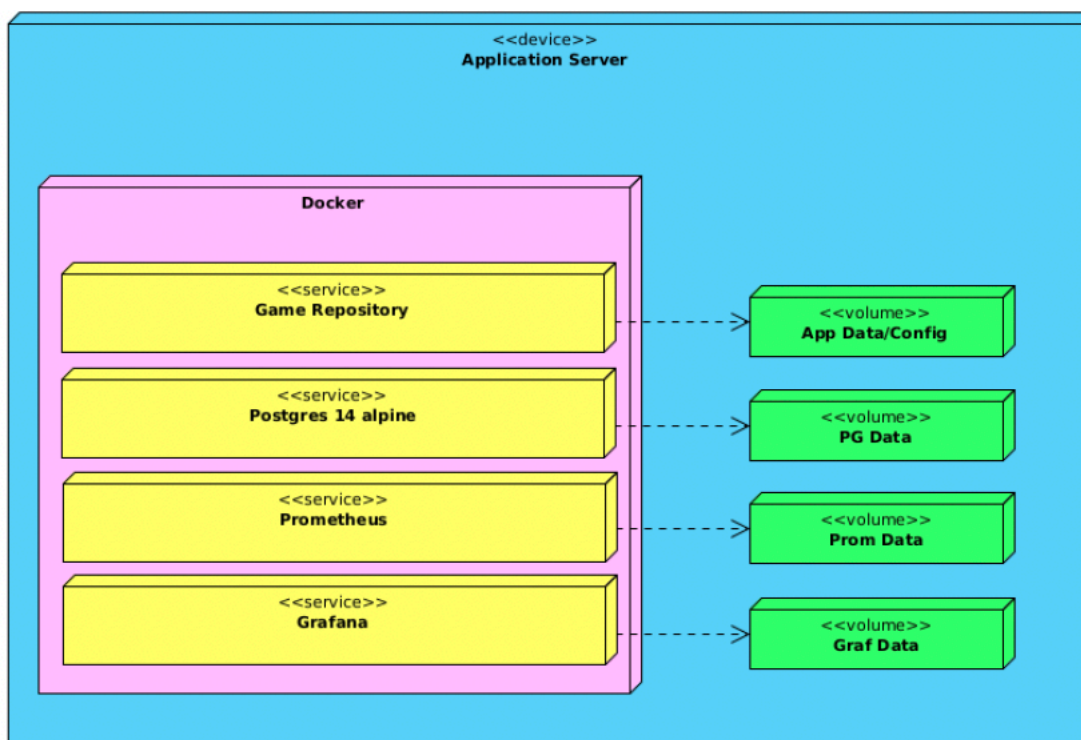 <<device>>
Application Server
Docker
<<service>>
Game Repository
<<volume>>
App Data/Config
<<service>>
Postgres 14 alpine
<<volume>>
PG Data
<<service>>
Prometheus
<<volume>>
Prom Data
<<service>>
Grafana
<<volume>>
Graf Data